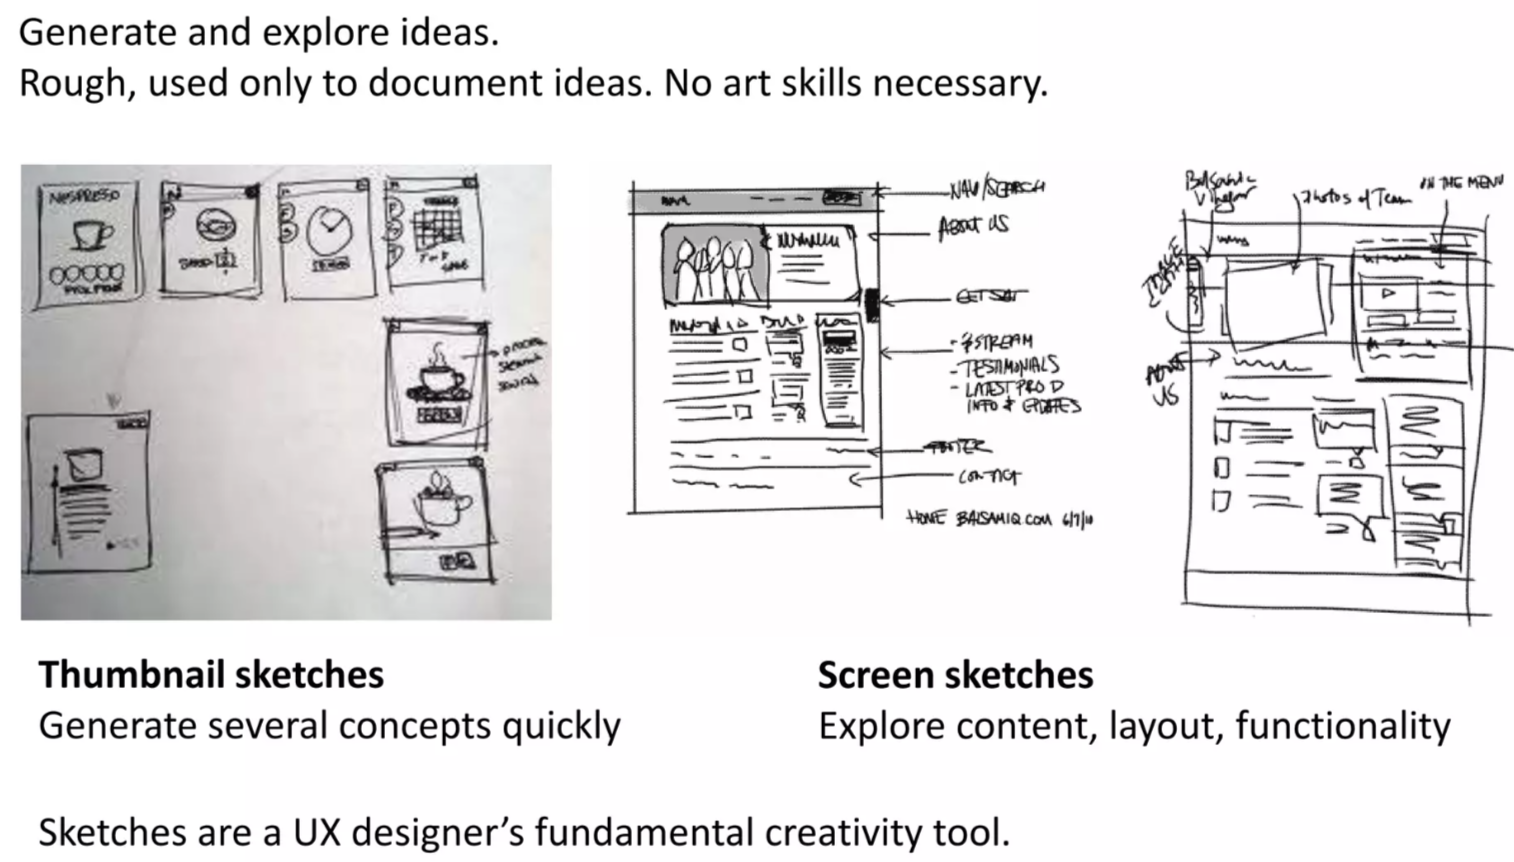 Generate and explore ideas.
Rough, used only to document ideas. No art skills necessary.
NESPRESSO
NAV/SEARCH
ABOUT US
GET SAT
STREAM
- TESTIMONIALS
- LATEST PROD
INFO & UPDATES
FOOTER
CONTACT
HOME BALSAMIQ.COM 6/7/10
Balsamic
Vinegar
Photos of Team
IN THE MENU
ABOUT
US
Thumbnail sketches
Generate several concepts quickly
Screen sketches
Explore content, layout, functionality
Sketches are a UX designer’s fundamental creativity tool.